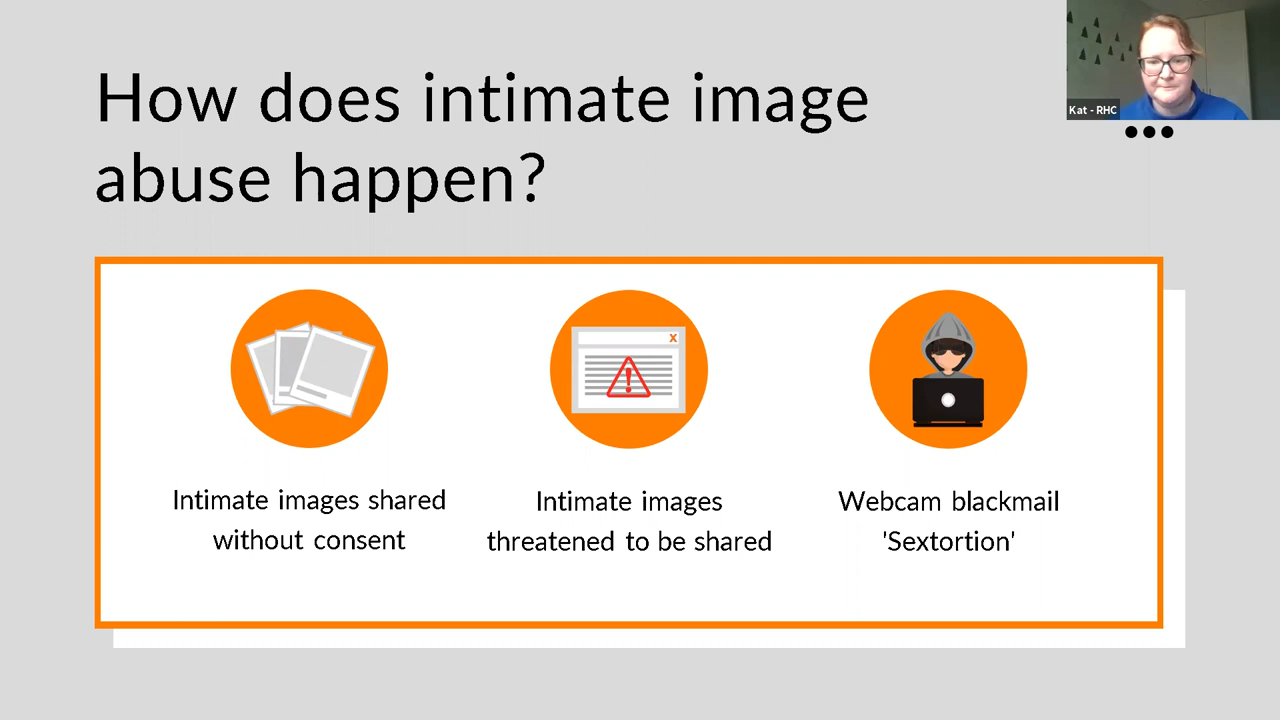 How does intimate image
abuse happen?
Kat - RHC
X
Intimate images shared
without consent
Intimate images
threatened to be shared
Webcam blackmail
'Sextortion'